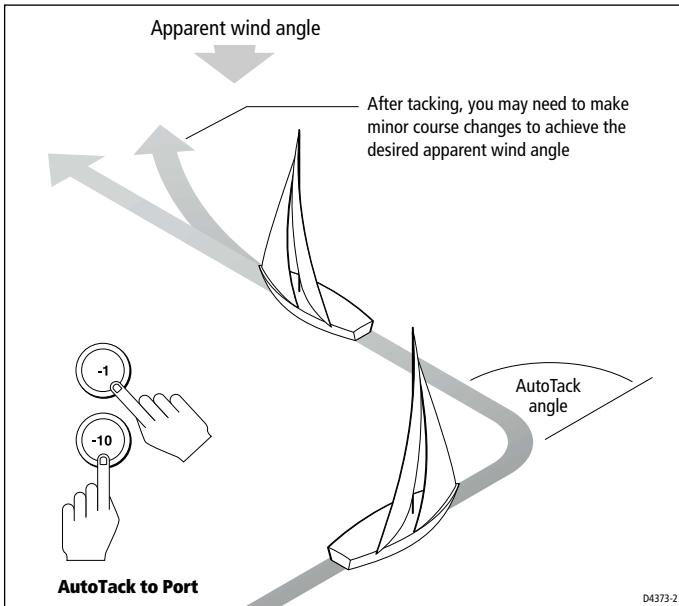 Apparent wind angle
After tacking, you may need to make
minor course changes to achieve the
desired apparent wind angle
-1
AutoTack
angle
-10
AutoTack to Port
D4373-2